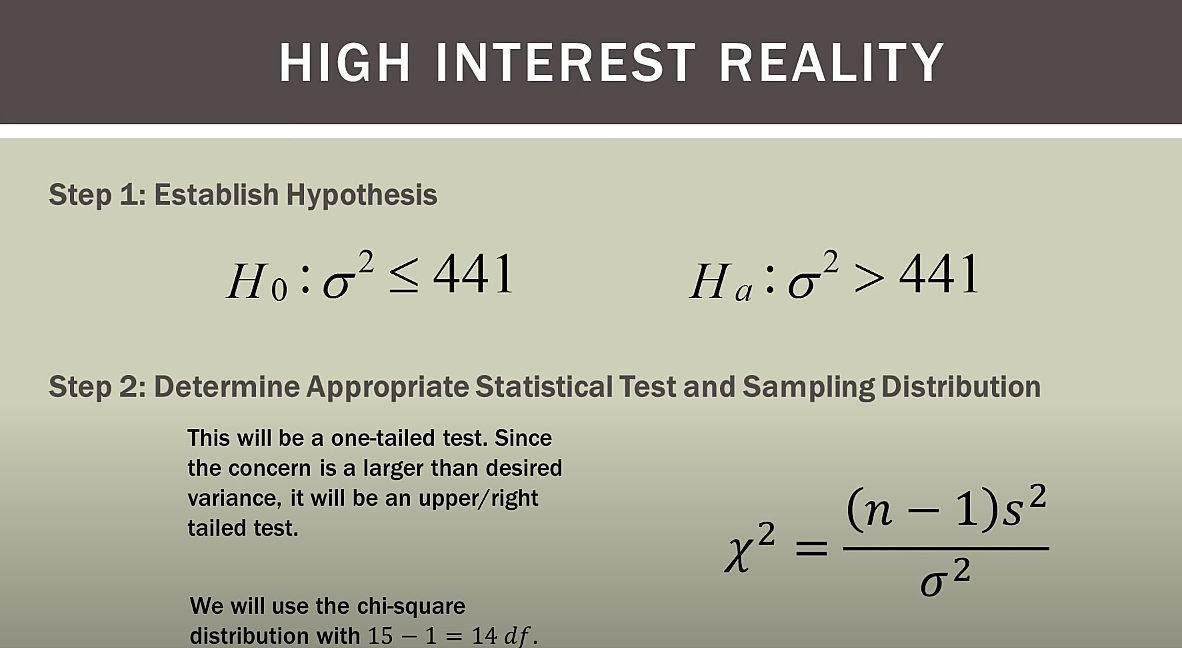 HIGH INTEREST REALITY
Step 1: Establish Hypothesis
H₀ : σ² ≤ 441    Hₐ : σ² > 441
Step 2: Determine Appropriate Statistical Test and Sampling Distribution
This will be a one-tailed test. Since
the concern is a larger than desired
variance, it will be an upper/right
tailed test.
χ² = (n − 1)s² / σ²
We will use the chi-square
distribution with 15 − 1 = 14 df.